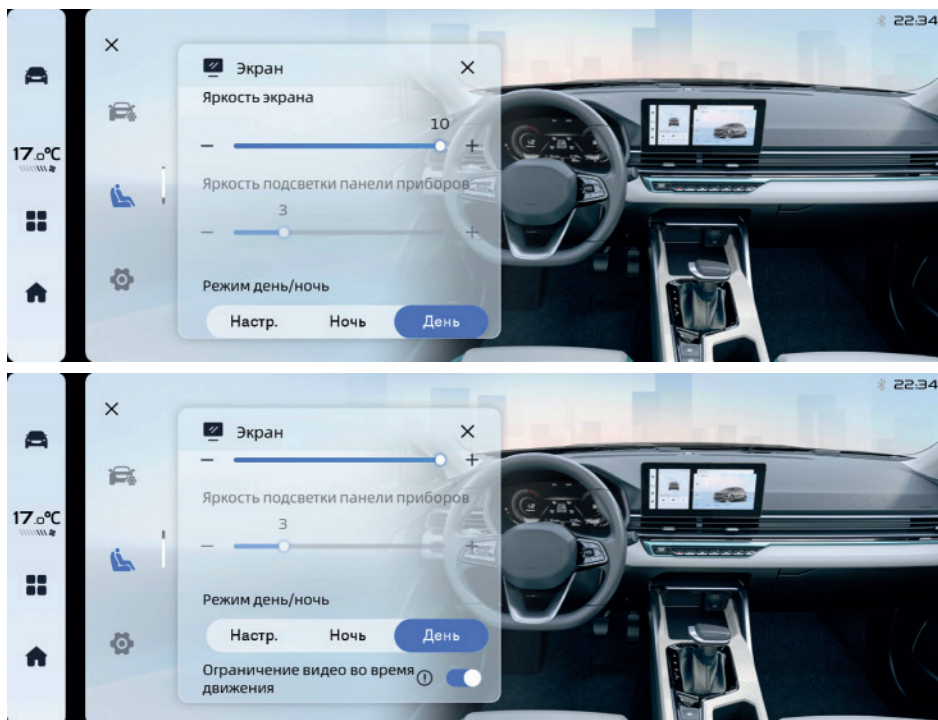 22:34
Экран
Яркость экрана
10
17.0°C
Яркость подсветки панели приборов
3
Режим день/ночь
Настр. Ночь День
22:34
Экран
Яркость подсветки панели приборов
17.0°C
3
Режим день/ночь
Настр. Ночь День
Ограничение видео во время
движения